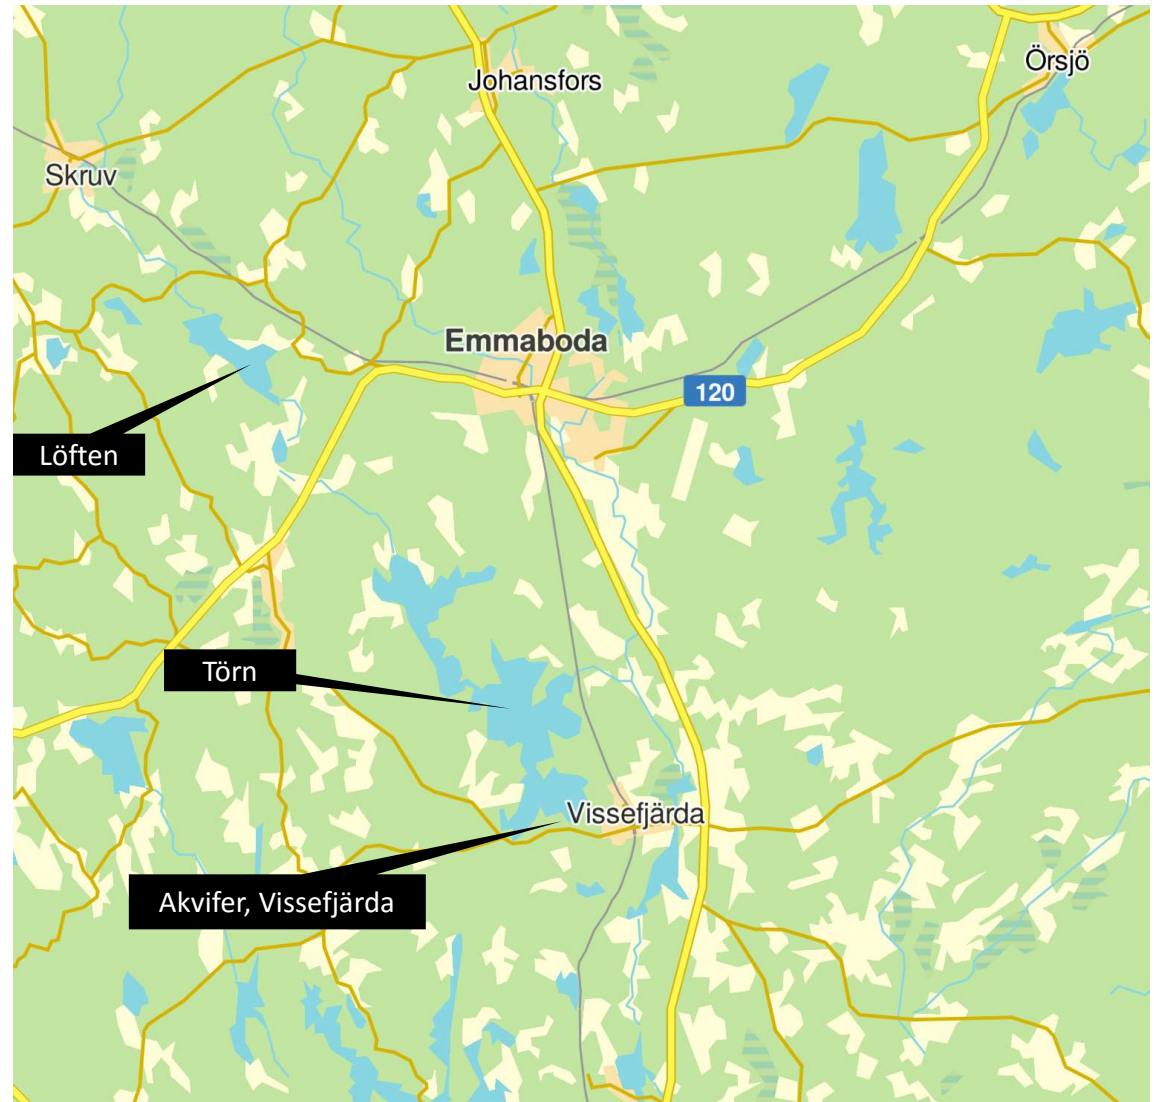 Örsjö
Johansfors
Skruv
Emmaboda
120
Löften
Törn
Vissefjärda
Akvifer, Vissefjärda